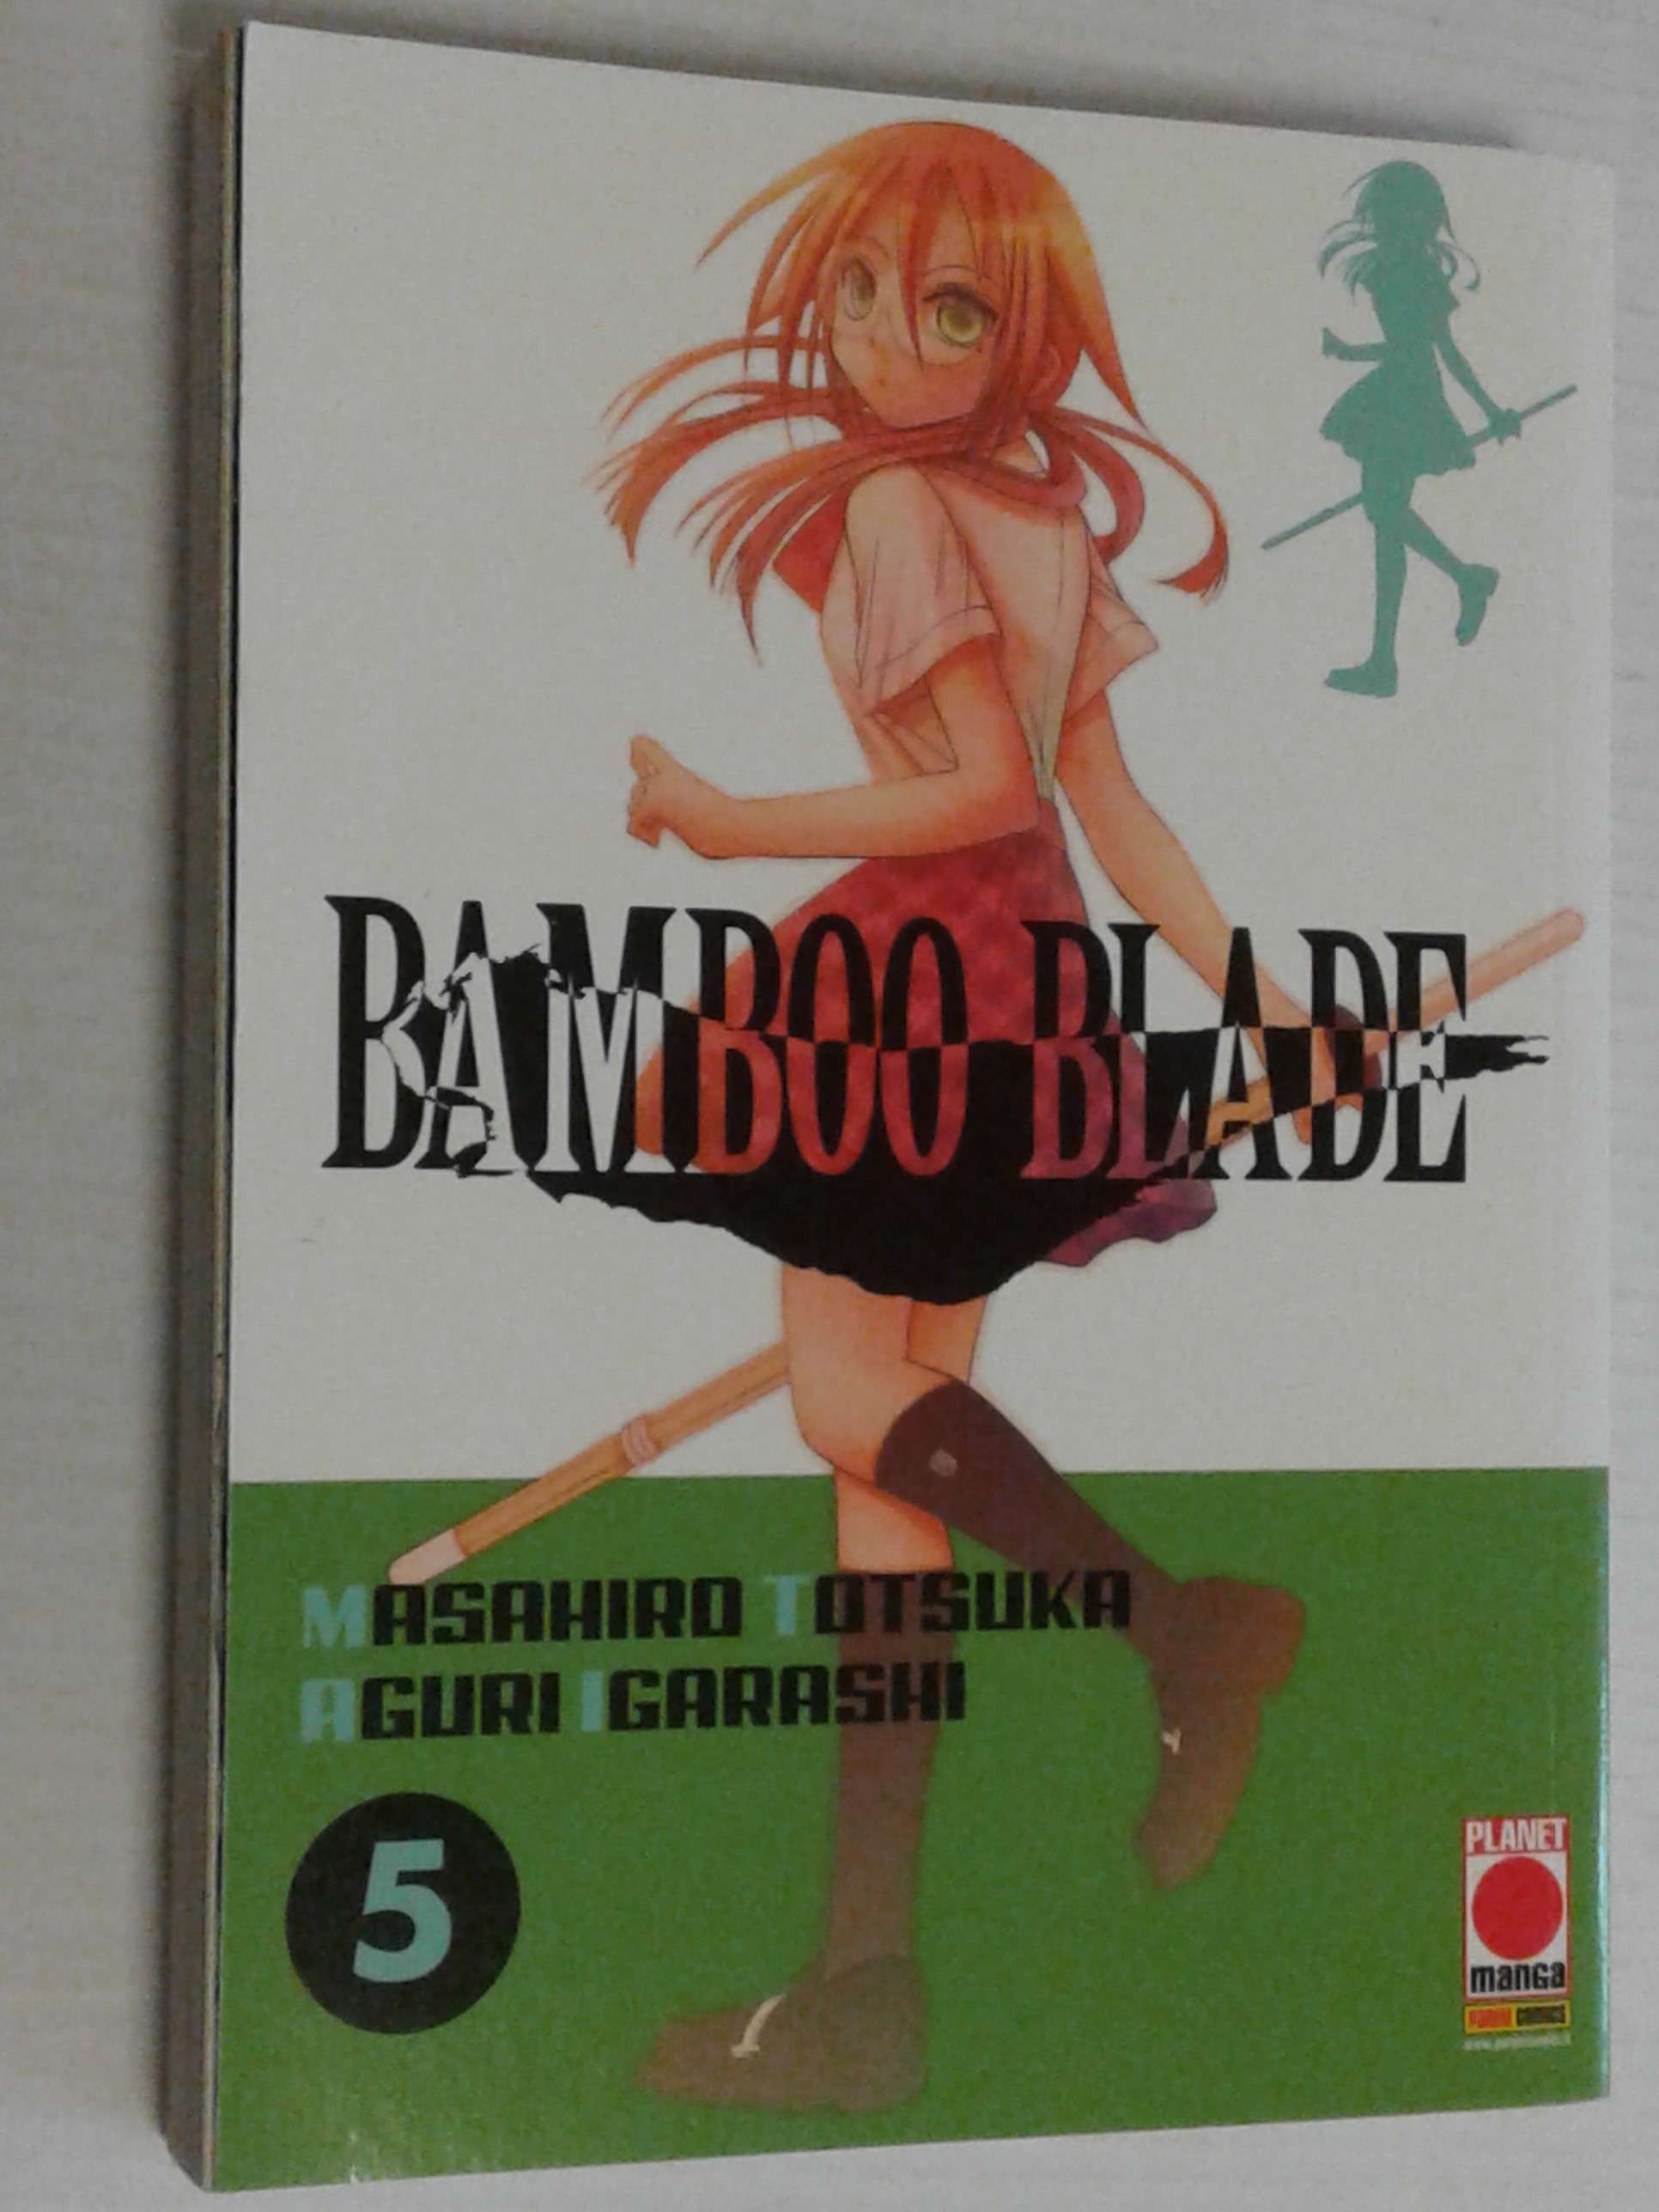 BAMBOO BLADE
MASAHIRO TOTSUKA
AGURI IGARASHI
5
PLANET
manga